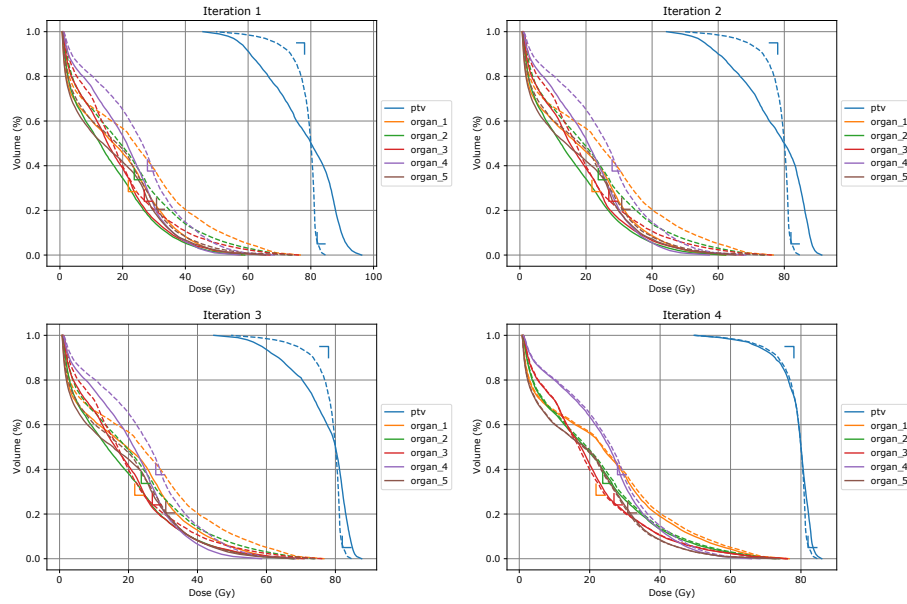 Iteration 1
Volume (%)
1.0
0.8
0.6
0.4
0.2
0.0
0
20
40
60
80
100
Dose (Gy)
ptv
organ_1
organ_2
organ_3
organ_4
organ_5
Iteration 2
Volume (%)
1.0
0.8
0.6
0.4
0.2
0.0
0
20
40
60
80
Dose (Gy)
ptv
organ_1
organ_2
organ_3
organ_4
organ_5
Iteration 3
Volume (%)
1.0
0.8
0.6
0.4
0.2
0.0
0
20
40
60
80
Dose (Gy)
ptv
organ_1
organ_2
organ_3
organ_4
organ_5
Iteration 4
Volume (%)
1.0
0.8
0.6
0.4
0.2
0.0
0
20
40
60
80
Dose (Gy)
ptv
organ_1
organ_2
organ_3
organ_4
organ_5